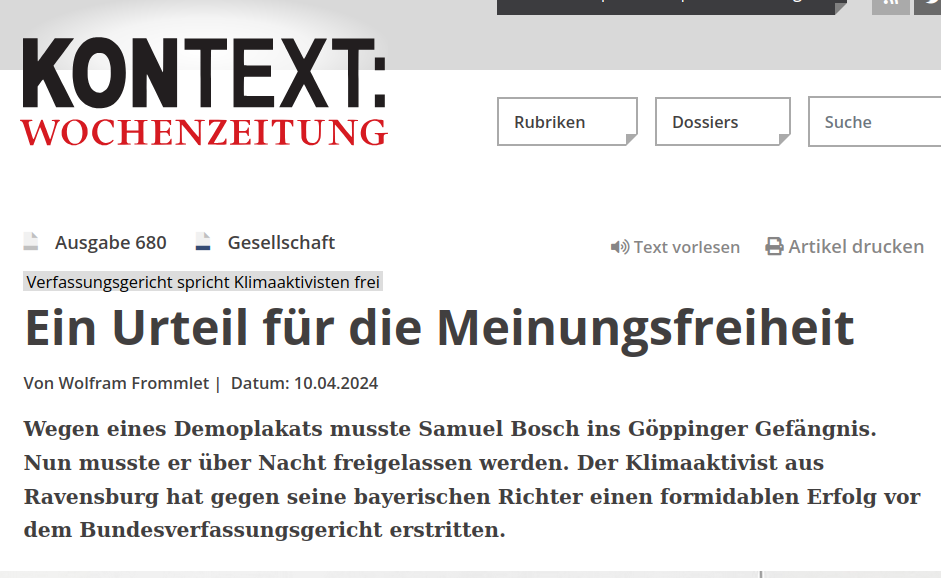 KONTEXT:
WOCHENZEITUNG
Rubriken
Dossiers
Suche
Ausgabe 680
Gesellschaft
Text vorlesen
Artikel drucken
Verfassungsgericht spricht Klimaaktivisten frei
Ein Urteil für die Meinungsfreiheit
Von Wolfram Frommlet | Datum: 10.04.2024
Wegen eines Demoplakats musste Samuel Bosch ins Göppinger Gefängnis.
Nun musste er über Nacht freigelassen werden. Der Klimaaktivist aus
Ravensburg hat gegen seine bayerischen Richter einen formidablen Erfolg vor
dem Bundesverfassungsgericht erstritten.